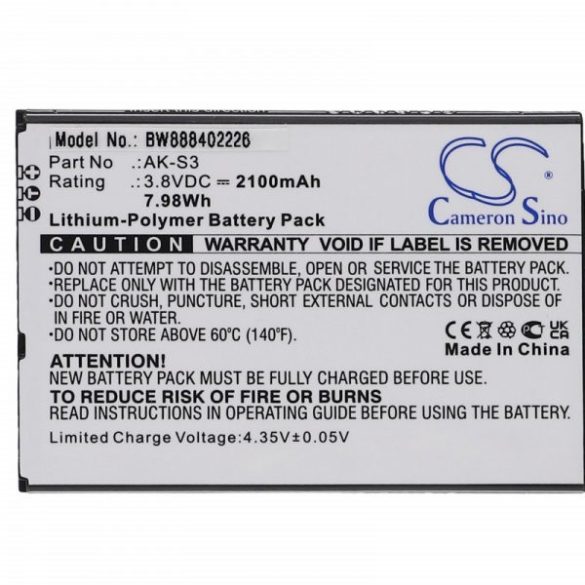 Model No.: BW888402226
Part No. :AK-S3
Rating :3.8VDC ⎓ 2100mAh
7.98Wh
Lithium-Polymer Battery Pack
CS
Cameron Sino
CAUTION WARRANTY VOID IF LABEL IS REMOVED
*DO NOT ATTEMPT TO DISASSEMBLE, OPEN OR SERVICE THE BATTERY PACK.
*REPLACE ONLY WITH THE BATTERY PACK DESIGNATED FOR THIS PRODUCT.
*DO NOT CRUSH, PUNCTURE, SHORT EXTERNAL CONTACTS OR DISPOSE OF
IN FIRE OR WATER.
*DO NOT STORE ABOVE 60°C (140°F).
CE UK CA
Made In China
ATTENTION!
NEW BATTERY PACK MUST BE FULLY CHARGED BEFORE USE.
*TO REDUCE RISK OF FIRE OR BURNS
READ INSTRUCTIONS IN OPERATING GUIDE BEFORE USING BATTERY.
Limited Charge Voltage:4.35V±0.05V